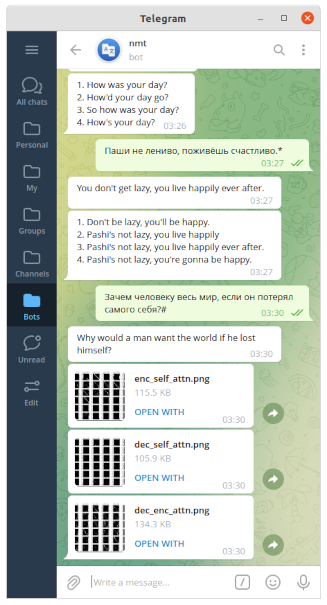 Telegram
nmt
bot
All chats
Personal
My
Groups
Channels
Bots
Unread
Edit
1. How was your day?
2. How'd your day go?
3. So how was your day?
4. How's your day?
03:26
Паши не лениво, поживёшь счастливо.*
03:27
You don't get lazy, you live happily ever after.
03:27
1. Don't be lazy, you'll be happy.
2. Pashi's not lazy, you live happily
3. Pashi's not lazy, you live happily ever after.
4. Pashi's not lazy, you're gonna be happy.
03:27
Зачем человеку весь мир, если он потерял
самого себя?#
03:30
Why would a man want the world if he lost
himself?
03:30
enc_self_attn.png
115.5 KB
OPEN WITH
03:30
dec_self_attn.png
105.9 KB
OPEN WITH
03:30
dec_enc_attn.png
134.3 KB
OPEN WITH
03:30
Write a message...